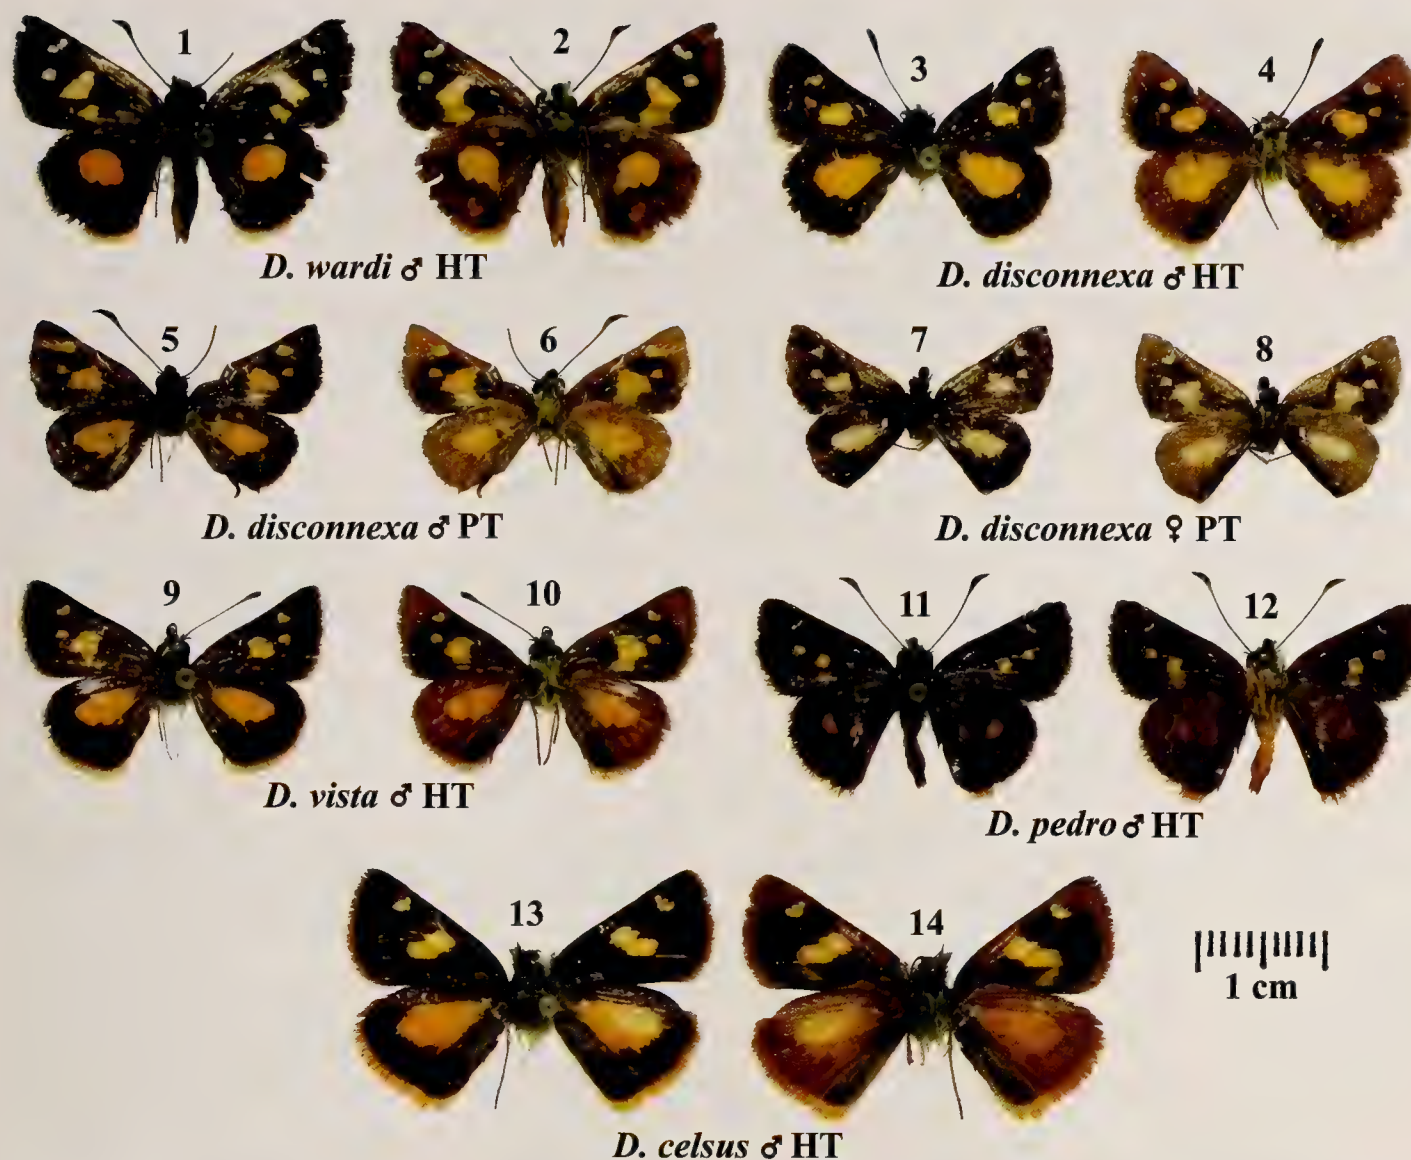 1 2 3 4
D. wardi ♂ HT
D. disconnexa ♂ HT
5 6 7 8
D. disconnexa ♂ PT
D. disconnexa ♀ PT
9 10 11 12
D. vista ♂ HT
D. pedro ♂ HT
13 14
1 cm
D. celsus ♂ HT